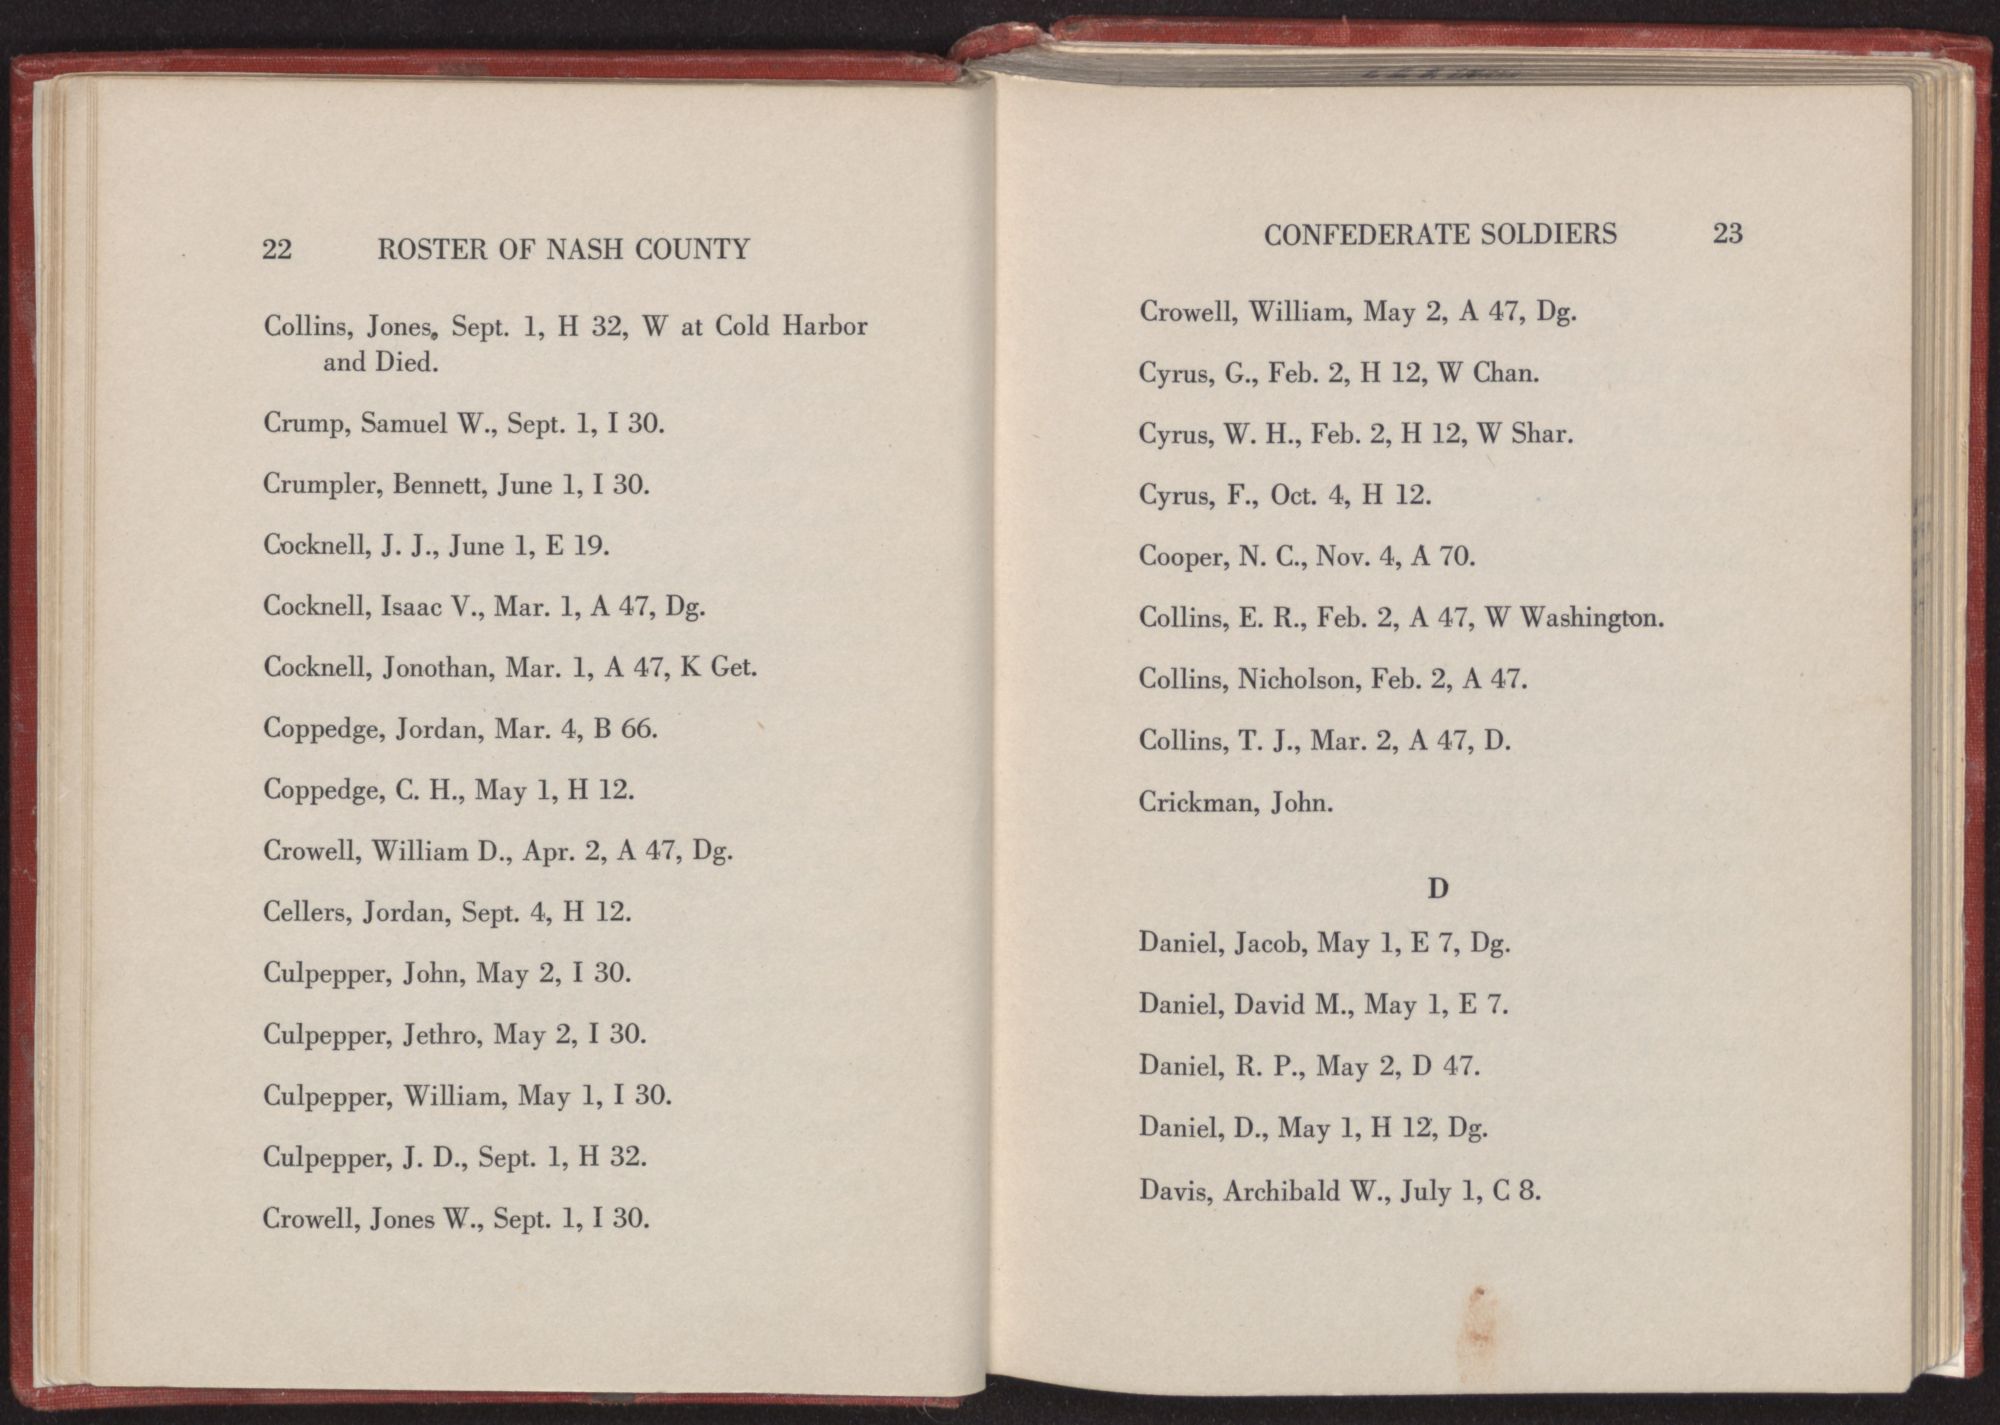 22 ROSTER OF NASH COUNTY
Collins, Jones, Sept. 1, H 32, W at Cold Harbor
and Died.
Crump, Samuel W., Sept. 1, I 30.
Crumpler, Bennett, June 1, I 30.
Cocknell, J. J., June 1, E 19.
Cocknell, Isaac V., Mar. 1, A 47, Dg.
Cocknell, Jonothan, Mar. 1, A 47, K Get.
Coppedge, Jordan, Mar. 4, B 66.
Coppedge, C. H., May 1, H 12.
Crowell, William D., Apr. 2, A 47, Dg.
Cellers, Jordan, Sept. 4, H 12.
Culpepper, John, May 2, I 30.
Culpepper, Jethro, May 2, I 30.
Culpepper, William, May 1, I 30.
Culpepper, J. D., Sept. 1, H 32.
Crowell, Jones W., Sept. 1, I 30.
CONFEDERATE SOLDIERS 23
Crowell, William, May 2, A 47, Dg.
Cyrus, G., Feb. 2, H 12, W Chan.
Cyrus, W. H., Feb. 2, H 12, W Shar.
Cyrus, F., Oct. 4, H 12.
Cooper, N. C., Nov. 4, A 70.
Collins, E. R., Feb. 2, A 47, W Washington.
Collins, Nicholson, Feb. 2, A 47.
Collins, T. J., Mar. 2, A 47, D.
Crickman, John.
D
Daniel, Jacob, May 1, E 7, Dg.
Daniel, David M., May 1, E 7.
Daniel, R. P., May 2, D 47.
Daniel, D., May 1, H 12, Dg.
Davis, Archibald W., July 1, C 8.